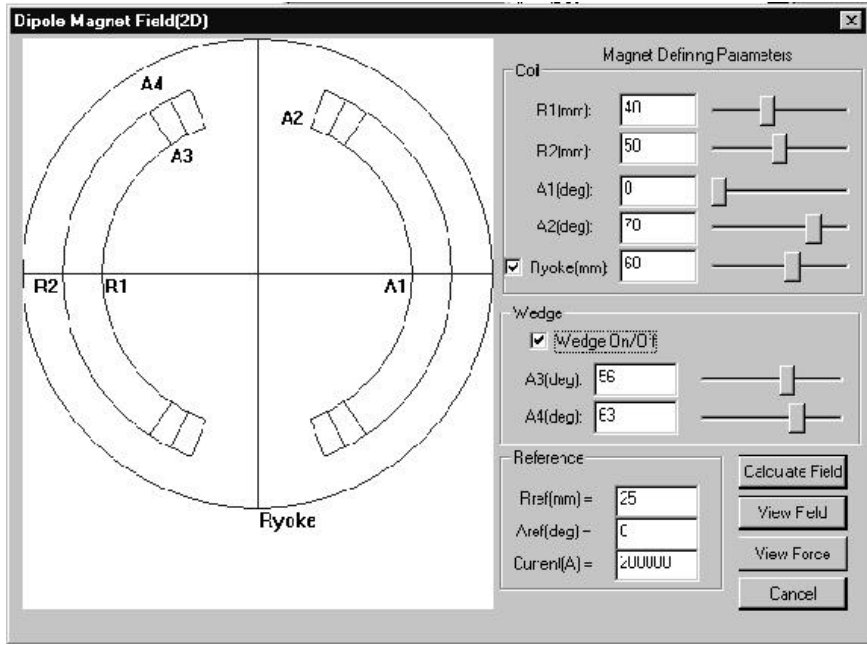 Dipole Magnet Field(2D)
A4
A2
A3
R2
R1
A1
Ryoke
Magnet Defining Parameters
Coil
R1(mm): 40
R2(mm): 50
A1(deg): 0
A2(deg): 70
Ryoke(mm): 60
Wedge
Wedge On/Off
A3(deg):
A4(deg): 63
Reference
Rref(mm) = 25
Aref(deg) = 0
Current(A) = 200000
Calculate Field
View Field
View Force
Cancel